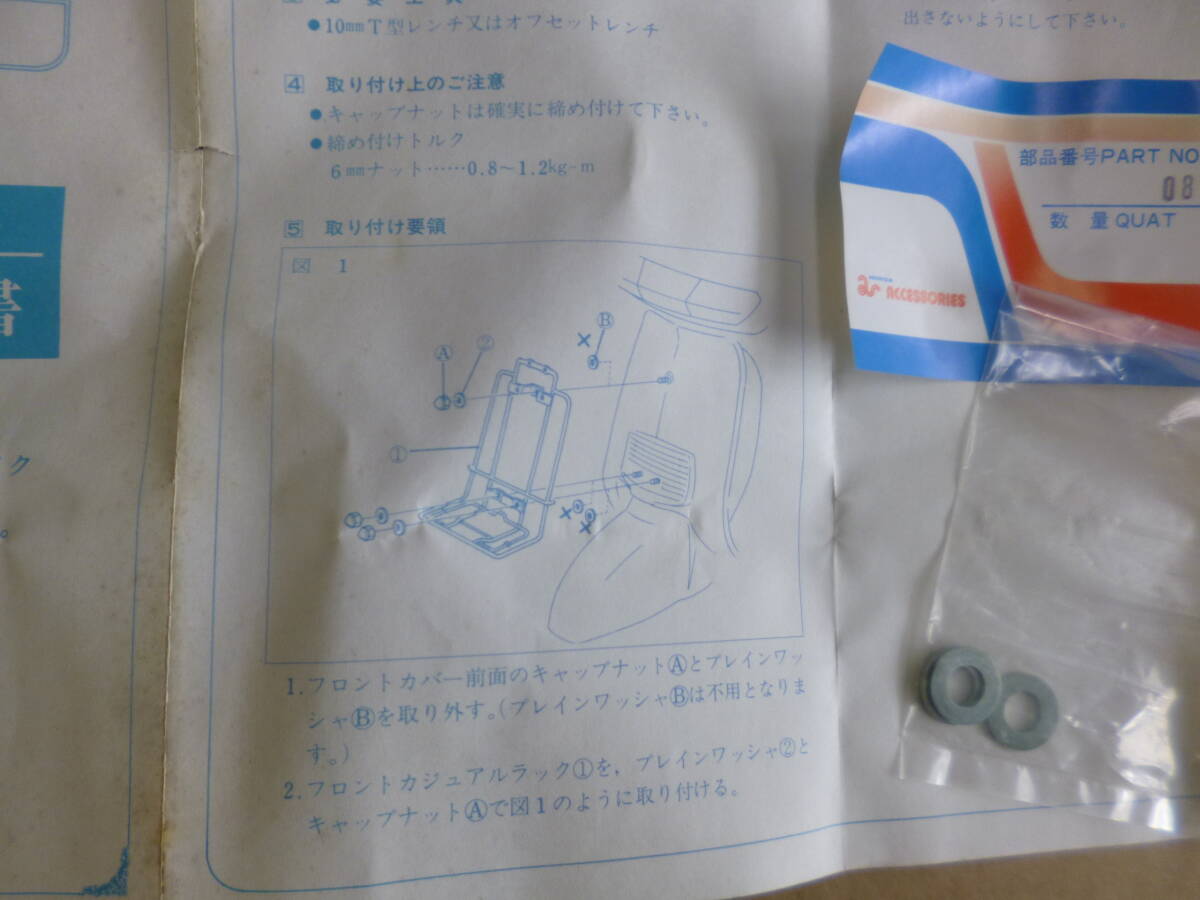 ●10mmT型レンチ又はオフセットレンチ
4 取り付け上のご注意
●キャップナットは確実に締め付けて下さい。
●締め付けトルク
6mmナット……0.8〜1.2kg-m
5 取り付け要領
図 1
Ⓐ
②
Ⓑ
①
1.フロントカバー前面のキャップナットⒶとプレインワッ
シャⒷを取り外す。(プレインワッシャⒷは不用となりま
す。)
2.フロントカジュアルラック①を，プレインワッシャ②と
キャップナットⒶで図1のように取り付ける。
出さないようにして下さい。
部品番号PART NO
08
数 量QUAT
HONDA
ACCESSORIES
書
ク
。